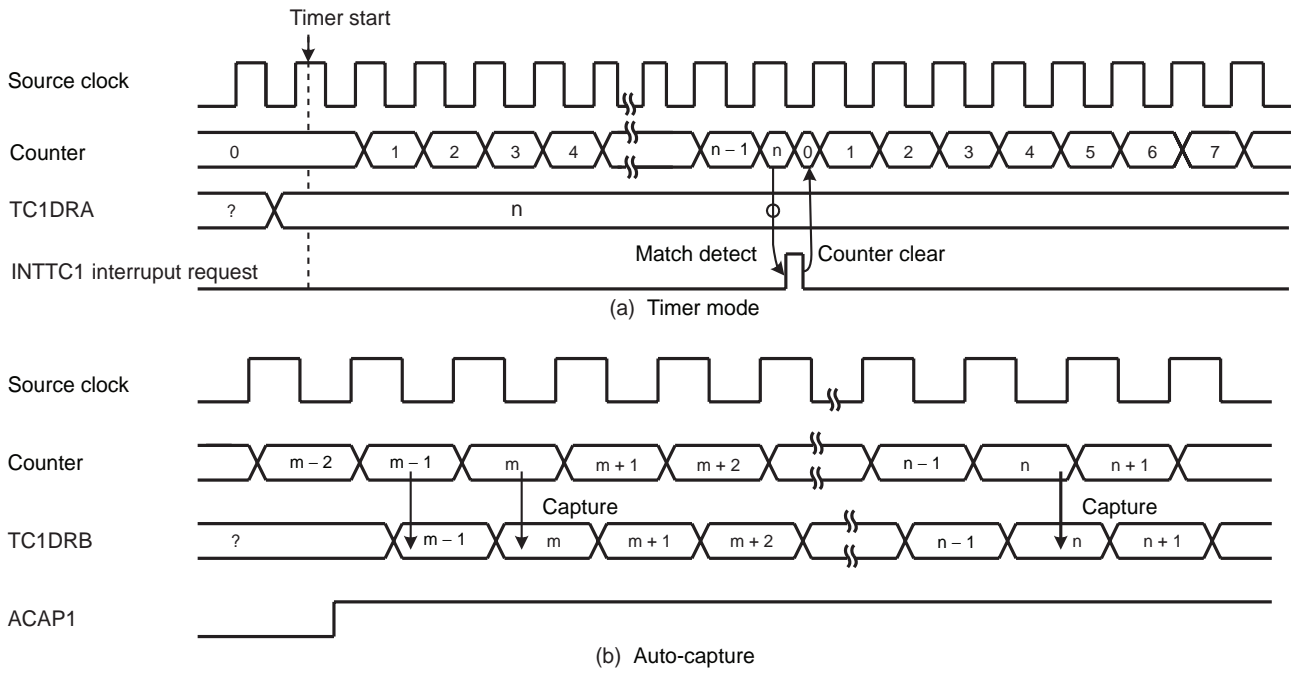 Timer start
Source clock
Counter 0 1 2 3 4 n – 1 n 0 1 2 3 4 5 6 7
TC1DRA ? n
Match detect Counter clear
INTTC1 interruput request
(a) Timer mode
Source clock
Counter m – 2 m – 1 m m + 1 m + 2 n – 1 n n + 1
Capture Capture
TC1DRB ? m – 1 m m + 1 m + 2 n – 1 n n + 1
ACAP1
(b) Auto-capture